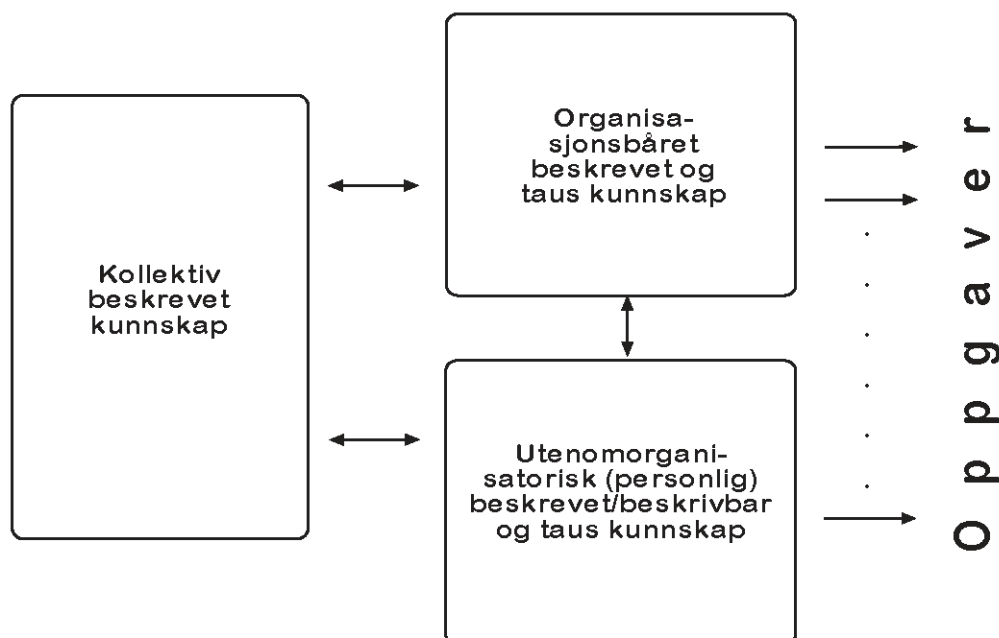 Kollektiv
beskrevet
kunnskap
Organisa-
sjonsbåret
beskrevet og
taus kunnskap
Utenomorgani-
satorisk (personlig)
beskrevet/beskrivbar
og taus kunnskap
Oppgaver